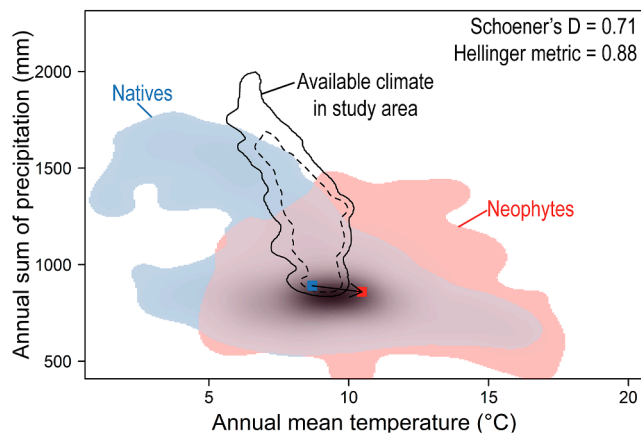 Schoener's D = 0.71
Hellinger metric = 0.88
Available climate
in study area
Natives
Neophytes
Annual sum of precipitation (mm)
2000
1500
1000
500
5
10
15
20
Annual mean temperature (°C)